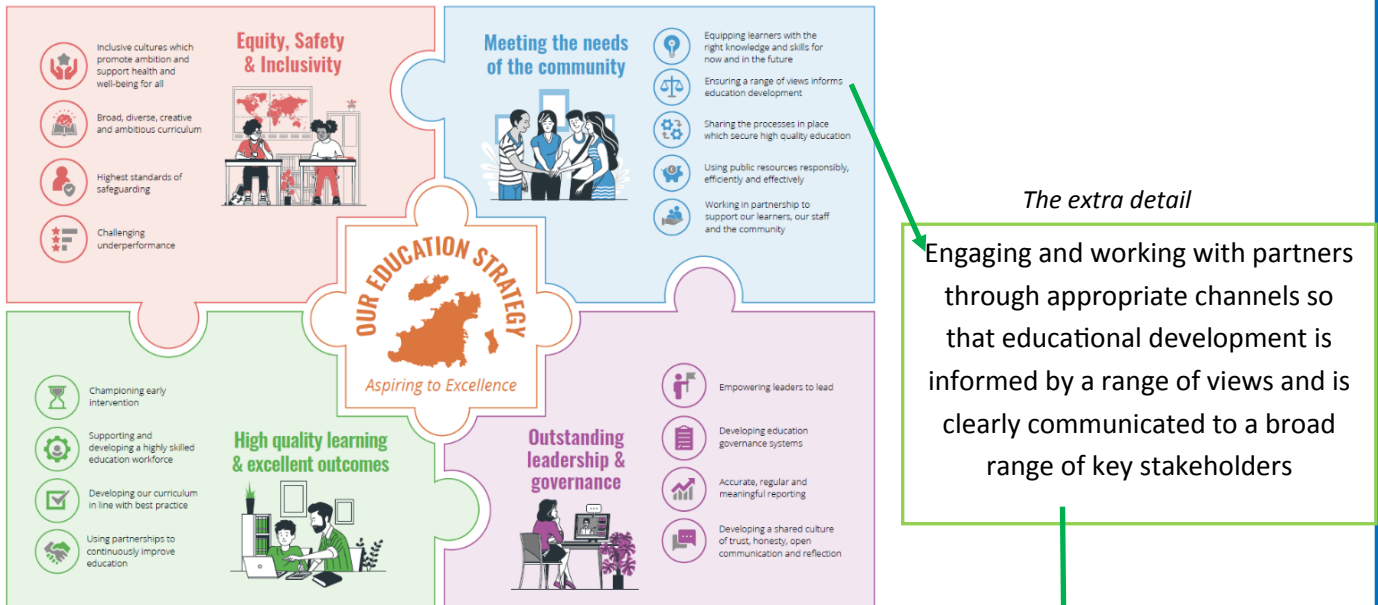 Equity, Safety
& Inclusivity
Inclusive cultures which
promote ambition and
support health and
well-being for all
Broad, diverse, creative
and ambitious curriculum
Highest standards of
safeguarding
Challenging
underperformance
Meeting the needs
of the community
Equipping learners with the
right knowledge and skills for
now and in the future
Ensuring a range of views informs
education development
Sharing the processes in place
which secure high quality education
Using public resources responsibly,
efficiently and effectively
Working in partnership to
support our learners, our staff
and the community
OUR EDUCATION STRATEGY
Aspiring to Excellence
Championing early
intervention
Supporting and
developing a highly skilled
education workforce
Developing our curriculum
in line with best practice
Using partnerships to
continuously improve
education
High quality learning
& excellent outcomes
Outstanding
leadership &
governance
Empowering leaders to lead
Developing education
governance systems
Accurate, regular and
meaningful reporting
Developing a shared culture
of trust, honesty, open
communication and reflection
The extra detail
Engaging and working with partners
through appropriate channels so
that educational development is
informed by a range of views and is
clearly communicated to a broad
range of key stakeholders